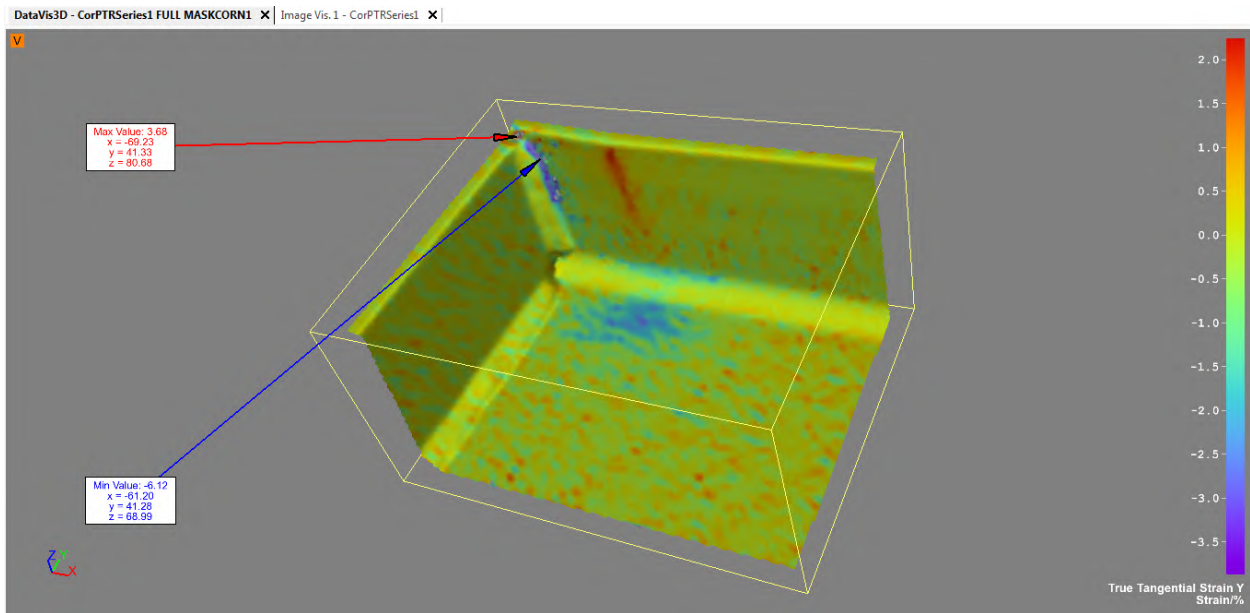 DataVis3D - CorPTRSeries1 FULL MASKCORN1 X Image Vis. 1 - CorPTRSeries1 X
V
Max Value: 3.68
x = -69.23
y = 41.33
z = 80.68
Min Value: -6.12
x = -61.20
y = 41.28
z = 68.99
2.0
1.5
1.0
0.5
0.0
-0.5
-1.0
-1.5
-2.0
-2.5
-3.0
-3.5
True Tangential Strain Y
Strain/%
Z Y
X